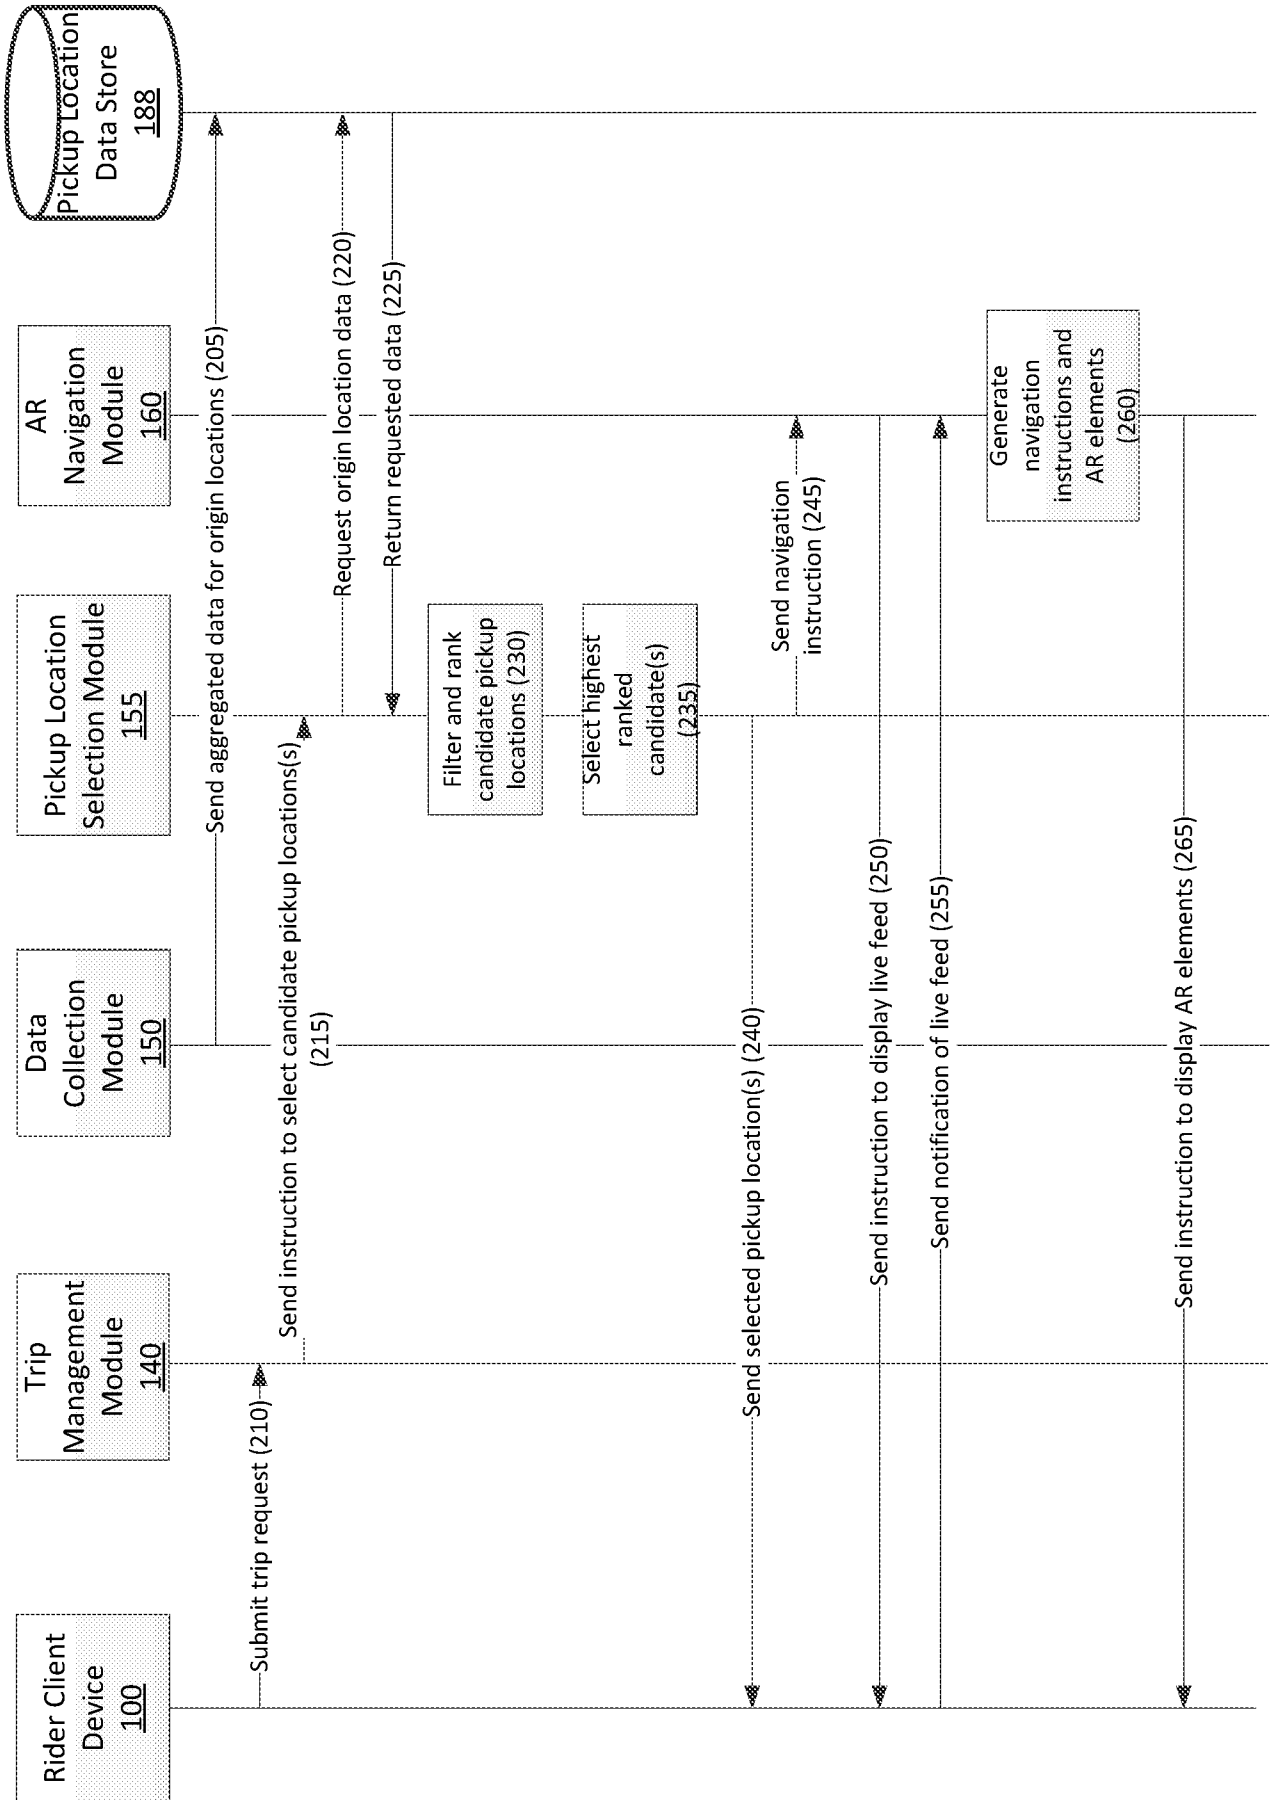 Rider Client
Device
100
Trip
Management
Module
140
Data
Collection
Module
150
Pickup Location
Selection Module
155
AR
Navigation
Module
160
Pickup Location
Data Store
188
Send aggregated data for origin locations (205)
Submit trip request (210)
Send instruction to select candidate pickup locations(s)
(215)
Request origin location data (220)
Return requested data (225)
Filter and rank
candidate pickup
locations (230)
Select highest
ranked
candidate(s)
(235)
Send selected pickup location(s) (240)
Send navigation
instruction (245)
Send instruction to display live feed (250)
Send notification of live feed (255)
Generate
navigation
instructions and
AR elements
(260)
Send instruction to display AR elements (265)